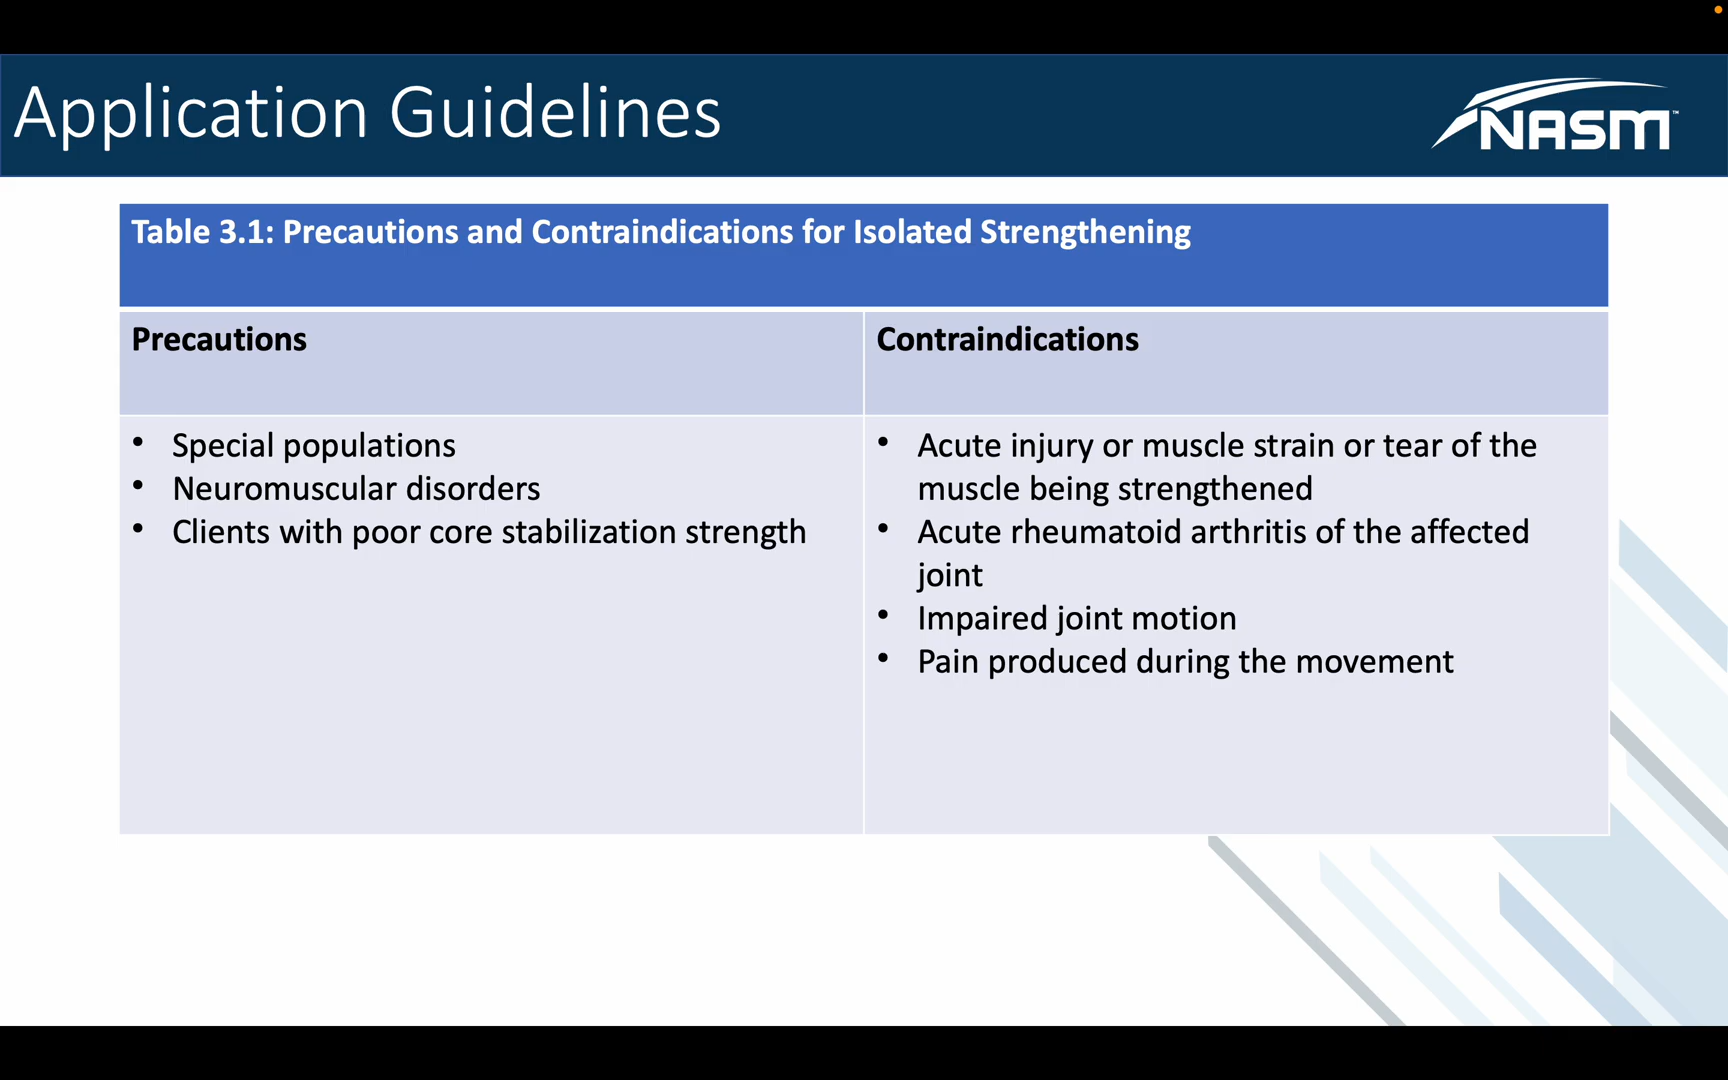 Application Guidelines
NASM™
Table 3.1: Precautions and Contraindications for Isolated Strengthening
Precautions
• Special populations
• Neuromuscular disorders
• Clients with poor core stabilization strength
Contraindications
• Acute injury or muscle strain or tear of the
muscle being strengthened
• Acute rheumatoid arthritis of the affected
joint
• Impaired joint motion
• Pain produced during the movement